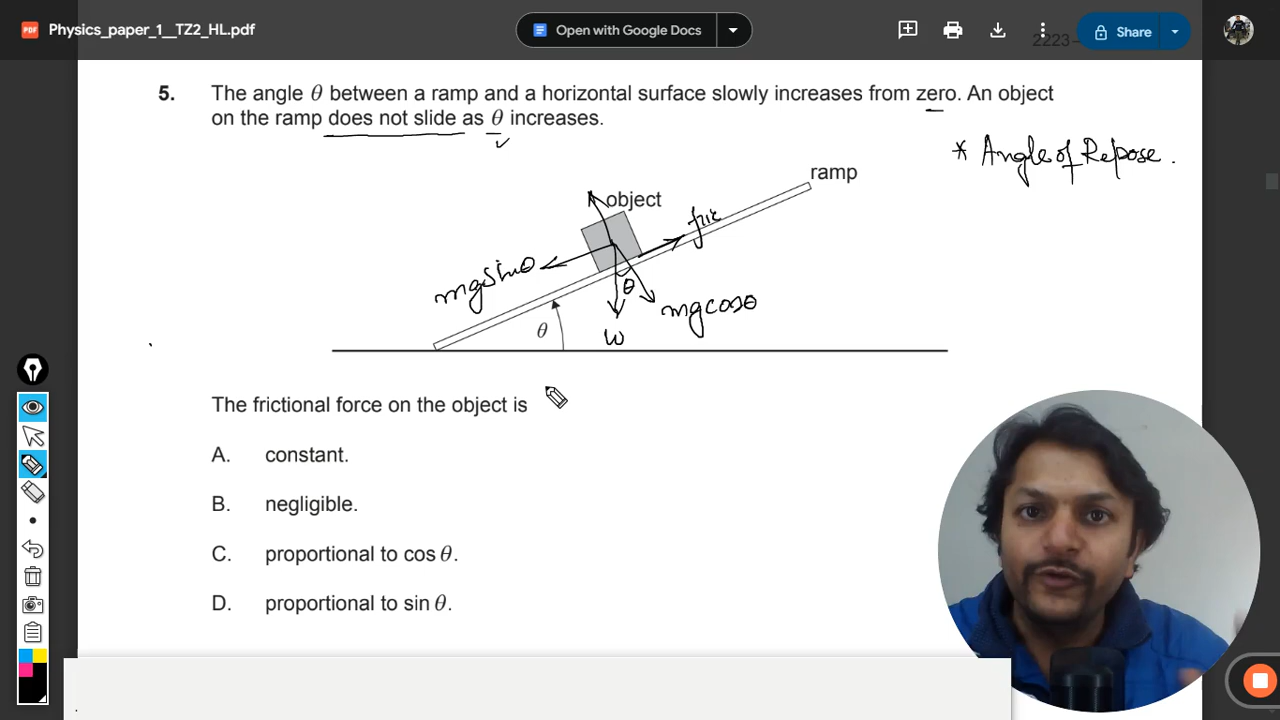 Physics_paper_1__TZ2_HL.pdf
Open with Google Docs
Share
2223
5. The angle θ between a ramp and a horizontal surface slowly increases from zero. An object
on the ramp does not slide as θ increases.
* Angle of Repose.
ramp
object
fric
mgsinθ
θ
mgcosθ
W
θ
The frictional force on the object is
A. constant.
B. negligible.
C. proportional to cos θ.
D. proportional to sin θ.